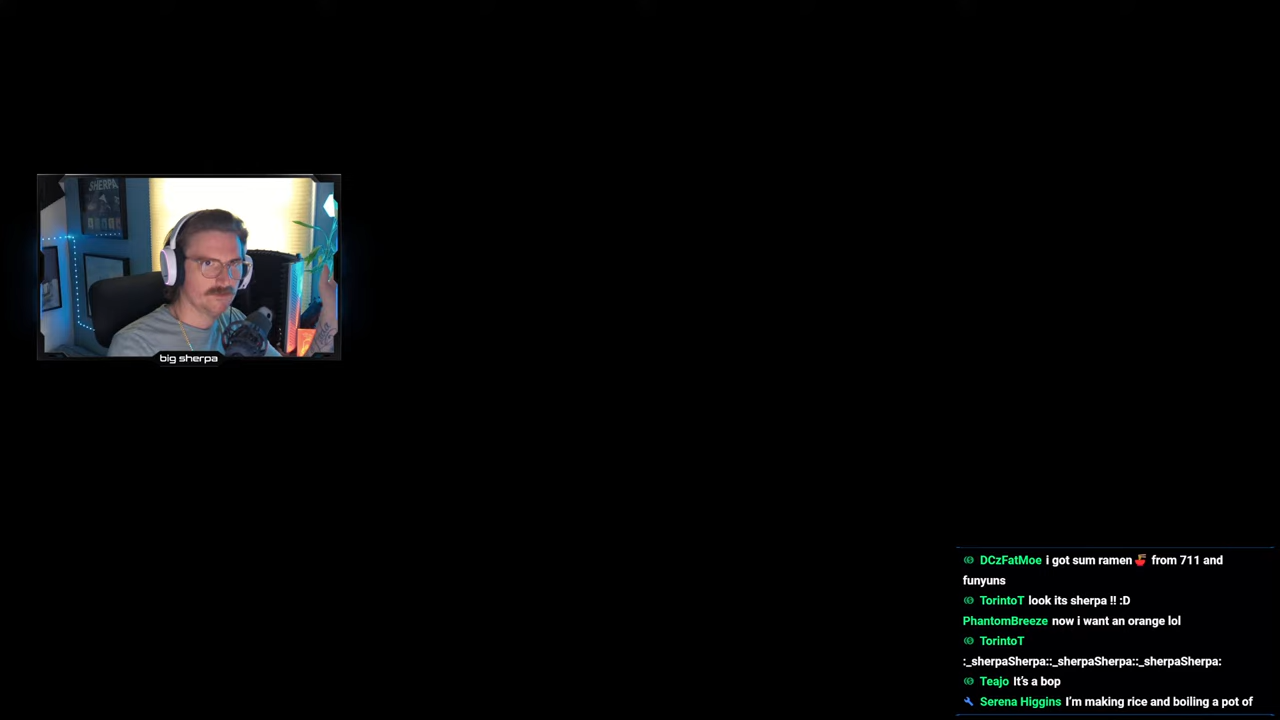 SHERPA
big sherpa
DCzFatMoe i got sum ramen🍜 from 711 and
funyuns
TorintoT look its sherpa !! :D
PhantomBreeze now i want an orange lol
TorintoT
:_sherpaSherpa::_sherpaSherpa::_sherpaSherpa:
Teajo It’s a bop
Serena Higgins I’m making rice and boiling a pot of